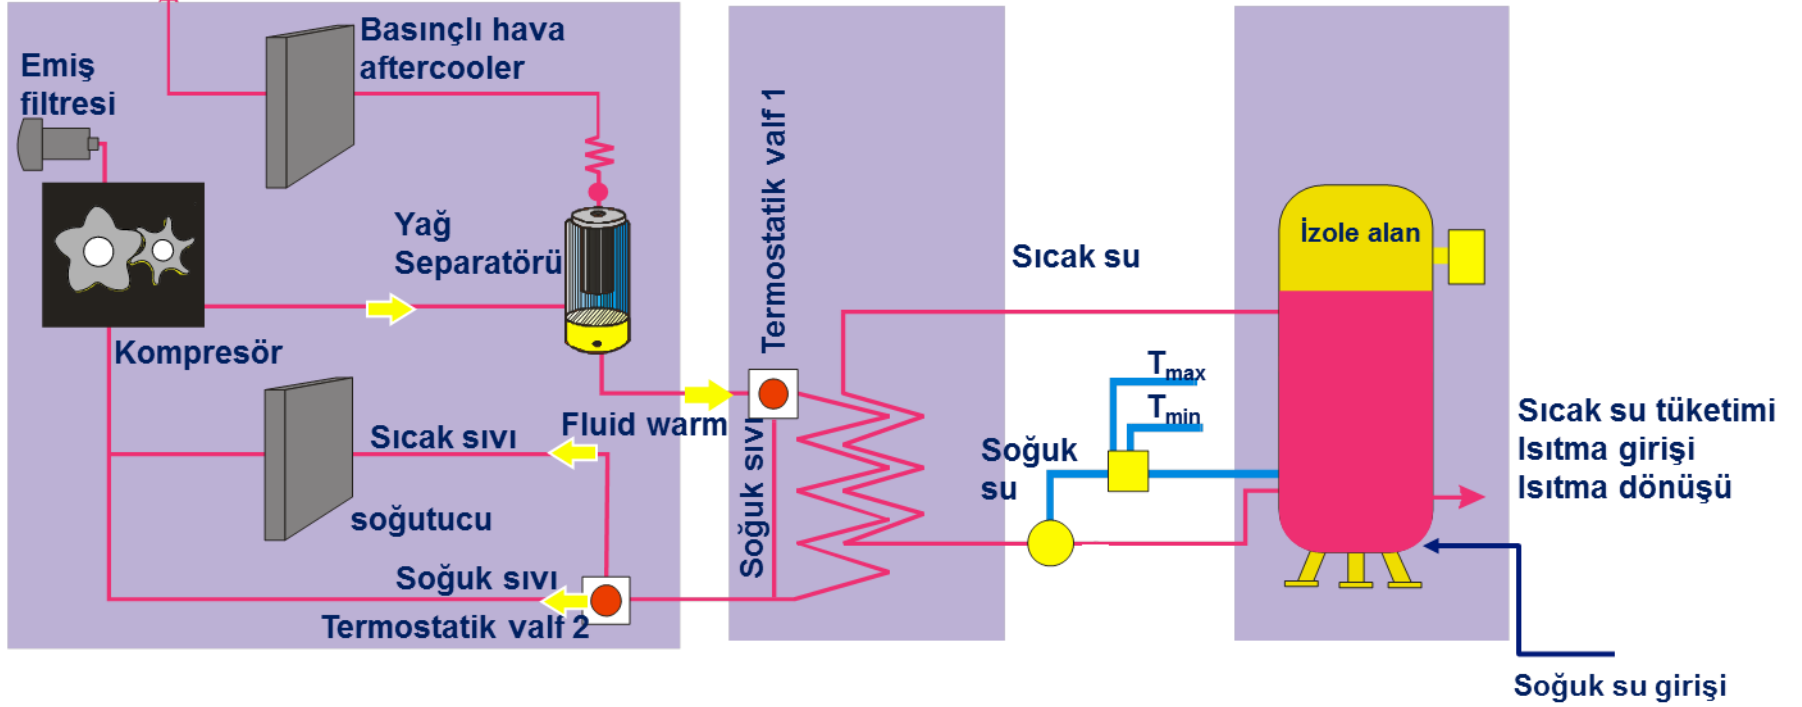 Basınçlı hava
aftercooler
Emiş
filtresi
Yağ
Separatörü
Kompresör
Fluid warm
Sıcak sıvı
soğutucu
Soğuk sıvı
Termostatik valf 2
Termostatik valf 1
Soğuk sıvı
Sıcak su
Tmax
Tmin
Soğuk
su
İzole alan
Sıcak su tüketimi
Isıtma girişi
Isıtma dönüşü
Soğuk su girişi